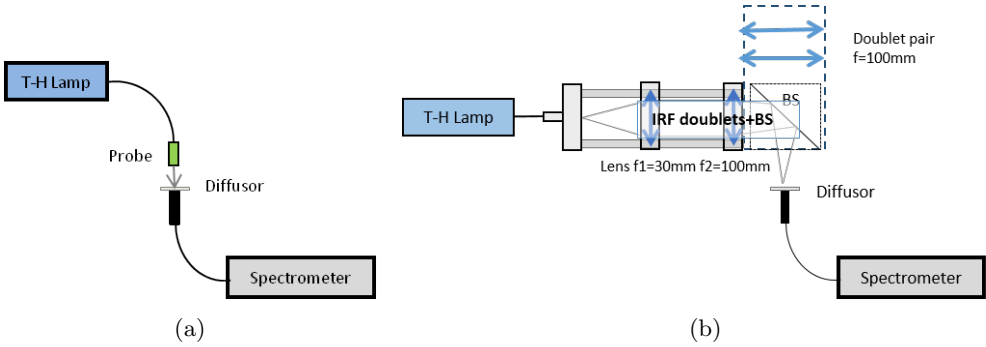 T-H Lamp
Probe
Diffusor
Spectrometer
(a)
Doublet pair
f=100mm
BS
T-H Lamp
IRF doublets+BS
Lens f1=30mm f2=100mm
Diffusor
Spectrometer
(b)